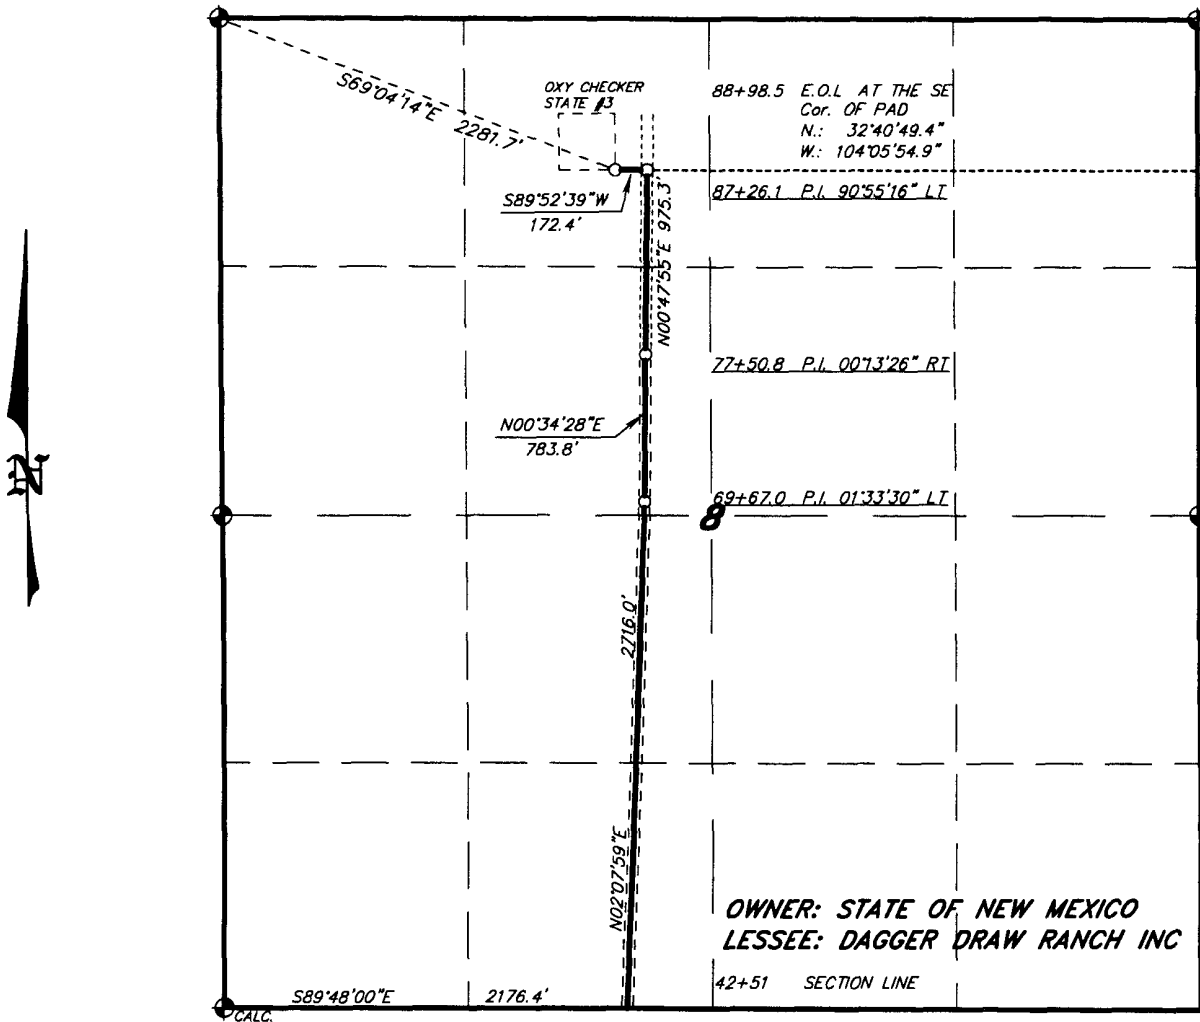 S69°04'14"E 2281.7'
OXY CHECKER
STATE #3
88+98.5 E.O.L AT THE SE
Cor. OF PAD
N.: 32°40'49.4"
W.: 104°05'54.9"
S89°52'39"W
172.4'
87+26.1 P.I. 90°55'16" LT
N00°47'55"E 975.3'
77+50.8 P.I. 00°13'26" RT
N00°34'28"E
783.8'
69+67.0 P.I. 01°33'30" LT
8
N
2716.0'
N02°07'59"E
OWNER: STATE OF NEW MEXICO
LESSEE: DAGGER DRAW RANCH INC
42+51 SECTION LINE
S89°48'00"E 2176.4'
CALC.